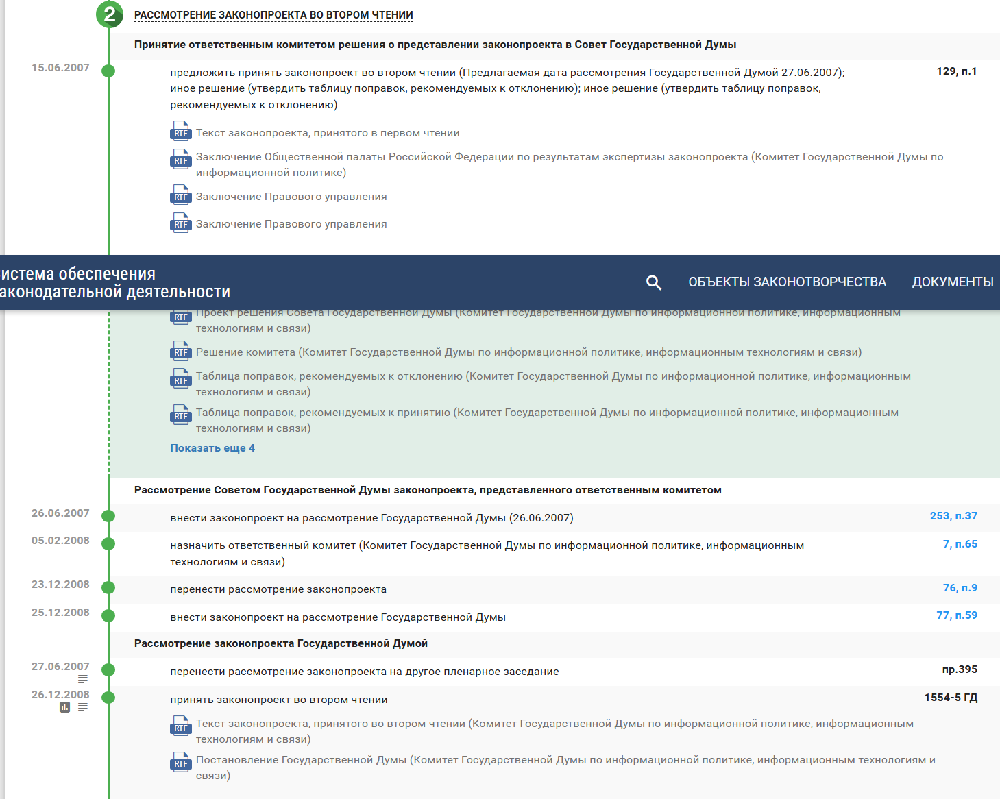 2 РАССМОТРЕНИЕ ЗАКОНОПРОЕКТА ВО ВТОРОМ ЧТЕНИИ
Принятие ответственным комитетом решения о представлении законопроекта в Совет Государственной Думы
15.06.2007
предложить принять законопроект во втором чтении (Предлагаемая дата рассмотрения Государственной Думой 27.06.2007);
129, п.1
иное решение (утвердить таблицу поправок, рекомендуемых к отклонению); иное решение (утвердить таблицу поправок,
рекомендуемых к отклонению)
RTF Текст законопроекта, принятого в первом чтении
RTF Заключение Общественной палаты Российской Федерации по результатам экспертизы законопроекта (Комитет Государственной Думы по
информационной политике)
RTF Заключение Правового управления
RTF Заключение Правового управления
истема обеспечения
аконодательной деятельности
ОБЪЕКТЫ ЗАКОНОТВОРЧЕСТВА ДОКУМЕНТЫ
RTF Проект решения Совета Государственной Думы (Комитет Государственной Думы по информационной политике, информационным
технологиям и связи)
RTF Решение комитета (Комитет Государственной Думы по информационной политике, информационным технологиям и связи)
RTF Таблица поправок, рекомендуемых к отклонению (Комитет Государственной Думы по информационной политике, информационным
технологиям и связи)
RTF Таблица поправок, рекомендуемых к принятию (Комитет Государственной Думы по информационной политике, информационным
технологиям и связи)
Показать еще 4
Рассмотрение Советом Государственной Думы законопроекта, представленного ответственным комитетом
26.06.2007
внести законопроект на рассмотрение Государственной Думы (26.06.2007)
253, п.37
05.02.2008
назначить ответственный комитет (Комитет Государственной Думы по информационной политике, информационным
7, п.65
технологиям и связи)
23.12.2008
перенести рассмотрение законопроекта
76, п.9
25.12.2008
внести законопроект на рассмотрение Государственной Думы
77, п.59
Рассмотрение законопроекта Государственной Думой
27.06.2007
перенести рассмотрение законопроекта на другое пленарное заседание
пр.395
26.12.2008
принять законопроект во втором чтении
1554-5 ГД
RTF Текст законопроекта, принятого во втором чтении (Комитет Государственной Думы по информационной политике, информационным
технологиям и связи)
RTF Постановление Государственной Думы (Комитет Государственной Думы по информационной политике, информационным технологиям и
связи)